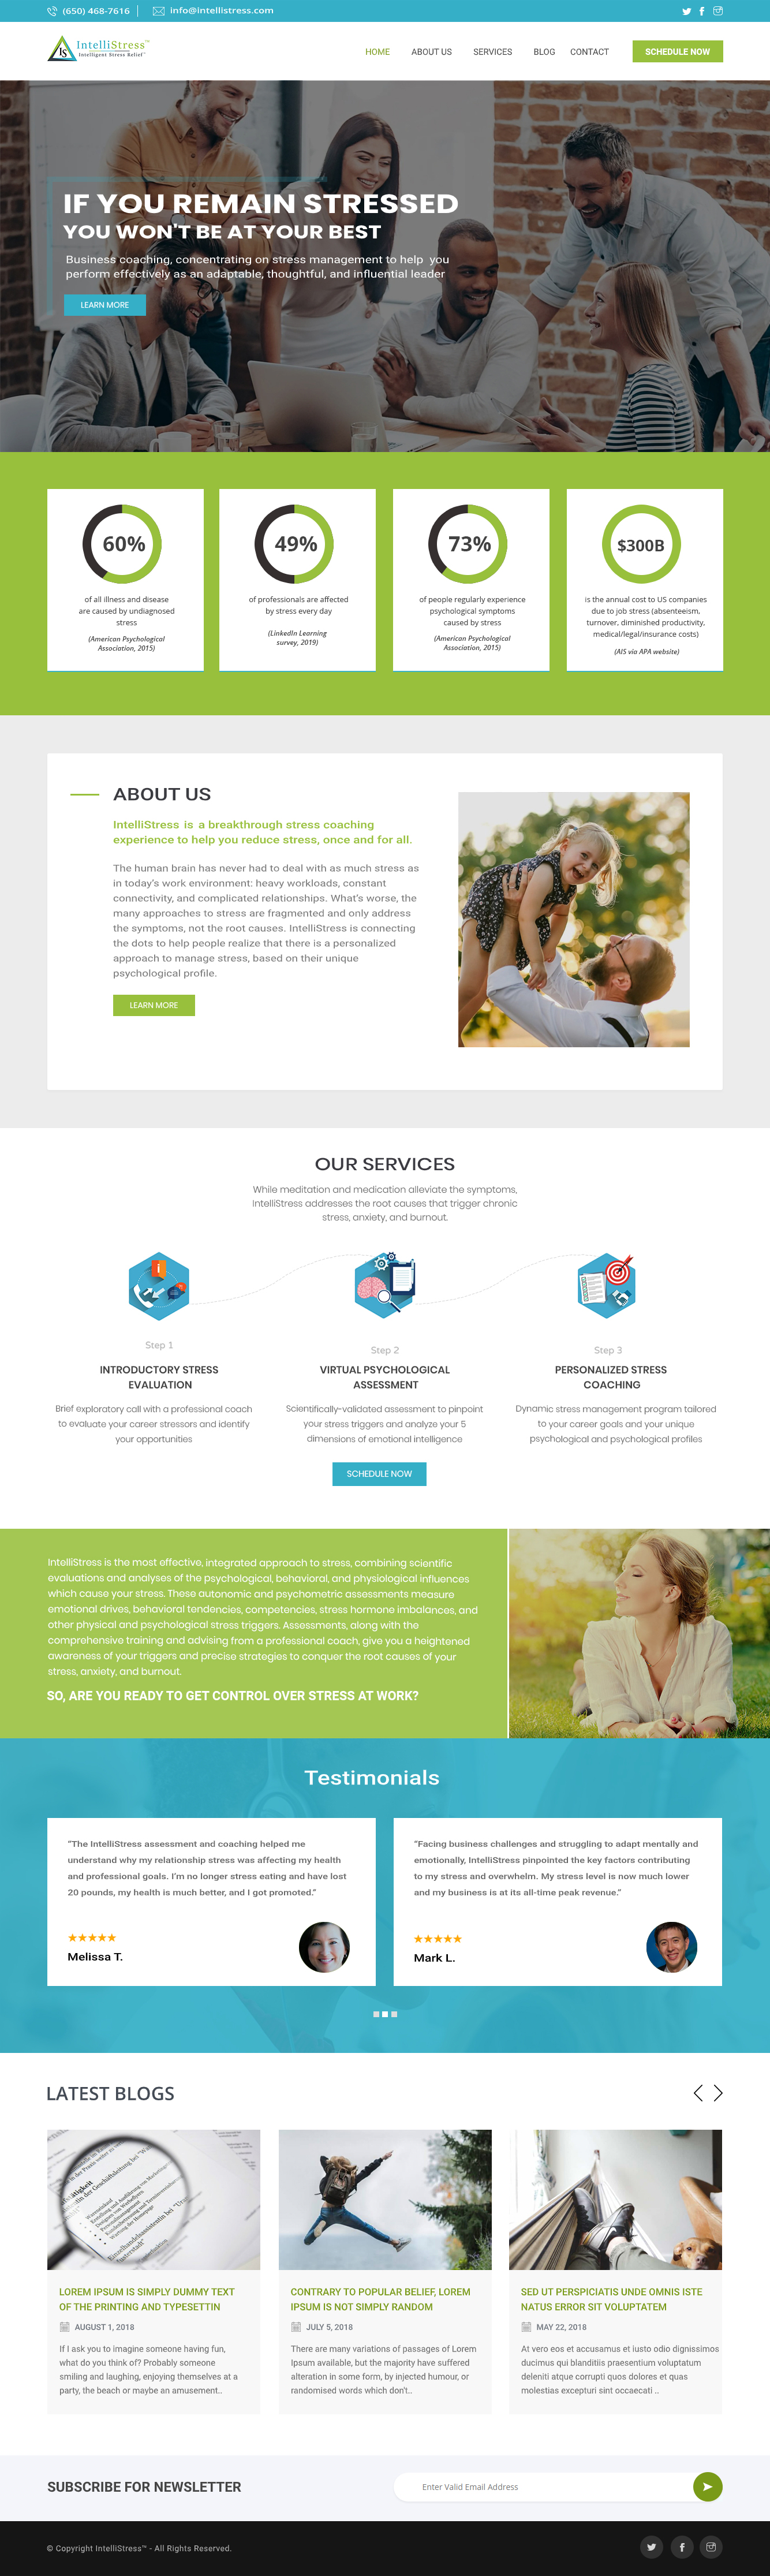 (650) 468-7616
info@intellistress.com
IS
IntelliStress™
Intelligent Stress Relief
HOME ABOUT US SERVICES BLOG CONTACT SCHEDULE NOW
IF YOU REMAIN STRESSED
YOU WON'T BE AT YOUR BEST
Business coaching, concentrating on stress management to help you
perform effectively as an adaptable, thoughtful, and influential leader
LEARN MORE
60%
of all illness and disease
are caused by undiagnosed
stress
(American Psychological
Association, 2015)
49%
of professionals are affected
by stress every day
(LinkedIn Learning
survey, 2019)
73%
of people regularly experience
psychological symptoms
caused by stress
(American Psychological
Association, 2015)
$300B
is the annual cost to US companies
due to job stress (absenteeism,
turnover, diminished productivity,
medical/legal/insurance costs)
(AIS via APA website)
ABOUT US
IntelliStress is a breakthrough stress coaching
experience to help you reduce stress, once and for all.
The human brain has never had to deal with as much stress as
in today's work environment: heavy workloads, constant
connectivity, and complicated relationships. What's worse, the
many approaches to stress are fragmented and only address
the symptoms, not the root causes. IntelliStress is connecting
the dots to help people realize that there is a personalized
approach to manage stress, based on their unique
psychological profile.
LEARN MORE
OUR SERVICES
While meditation and medication alleviate the symptoms,
IntelliStress addresses the root causes that trigger chronic
stress, anxiety, and burnout.
Step 1
INTRODUCTORY STRESS
EVALUATION
Brief exploratory call with a professional coach
to evaluate your career stressors and identify
your opportunities
Step 2
VIRTUAL PSYCHOLOGICAL
ASSESSMENT
Scientifically-validated assessment to pinpoint
your stress triggers and analyze your 5
dimensions of emotional intelligence
Step 3
PERSONALIZED STRESS
COACHING
Dynamic stress management program tailored
to your career goals and your unique
psychological and psychological profiles
SCHEDULE NOW
IntelliStress is the most effective, integrated approach to stress, combining scientific
evaluations and analyses of the psychological, behavioral, and physiological influences
which cause your stress. These autonomic and psychometric assessments measure
emotional drives, behavioral tendencies, competencies, stress hormone imbalances, and
other physical and psychological stress triggers. Assessments, along with the
comprehensive training and advising from a professional coach, give you a heightened
awareness of your triggers and precise strategies to conquer the root causes of your
stress, anxiety, and burnout.
SO, ARE YOU READY TO GET CONTROL OVER STRESS AT WORK?
Testimonials
“The IntelliStress assessment and coaching helped me
understand why my relationship stress was affecting my health
and professional goals. I'm no longer stress eating and have lost
20 pounds, my health is much better, and I got promoted.”
Melissa T.
“Facing business challenges and struggling to adapt mentally and
emotionally, IntelliStress pinpointed the key factors contributing
to my stress and overwhelm. My stress level is now much lower
and my business is at its all-time peak revenue.”
Mark L.
LATEST BLOGS
LOREM IPSUM IS SIMPLY DUMMY TEXT
OF THE PRINTING AND TYPESETTIN
AUGUST 1, 2018
If I ask you to imagine someone having fun,
what do you think of? Probably someone
smiling and laughing, enjoying themselves at a
party, the beach or maybe an amusement..
CONTRARY TO POPULAR BELIEF, LOREM
IPSUM IS NOT SIMPLY RANDOM
JULY 5, 2018
There are many variations of passages of Lorem
Ipsum available, but the majority have suffered
alteration in some form, by injected humour, or
randomised words which don't..
SED UT PERSPICIATIS UNDE OMNIS ISTE
NATUS ERROR SIT VOLUPTATEM
MAY 22, 2018
At vero eos et accusamus et iusto odio dignissimos
ducimus qui blanditiis praesentium voluptatum
deleniti atque corrupti quos dolores et quas
molestias excepturi sint occaecati ..
SUBSCRIBE FOR NEWSLETTER
Enter Valid Email Address
© Copyright IntelliStress™ - All Rights Reserved.